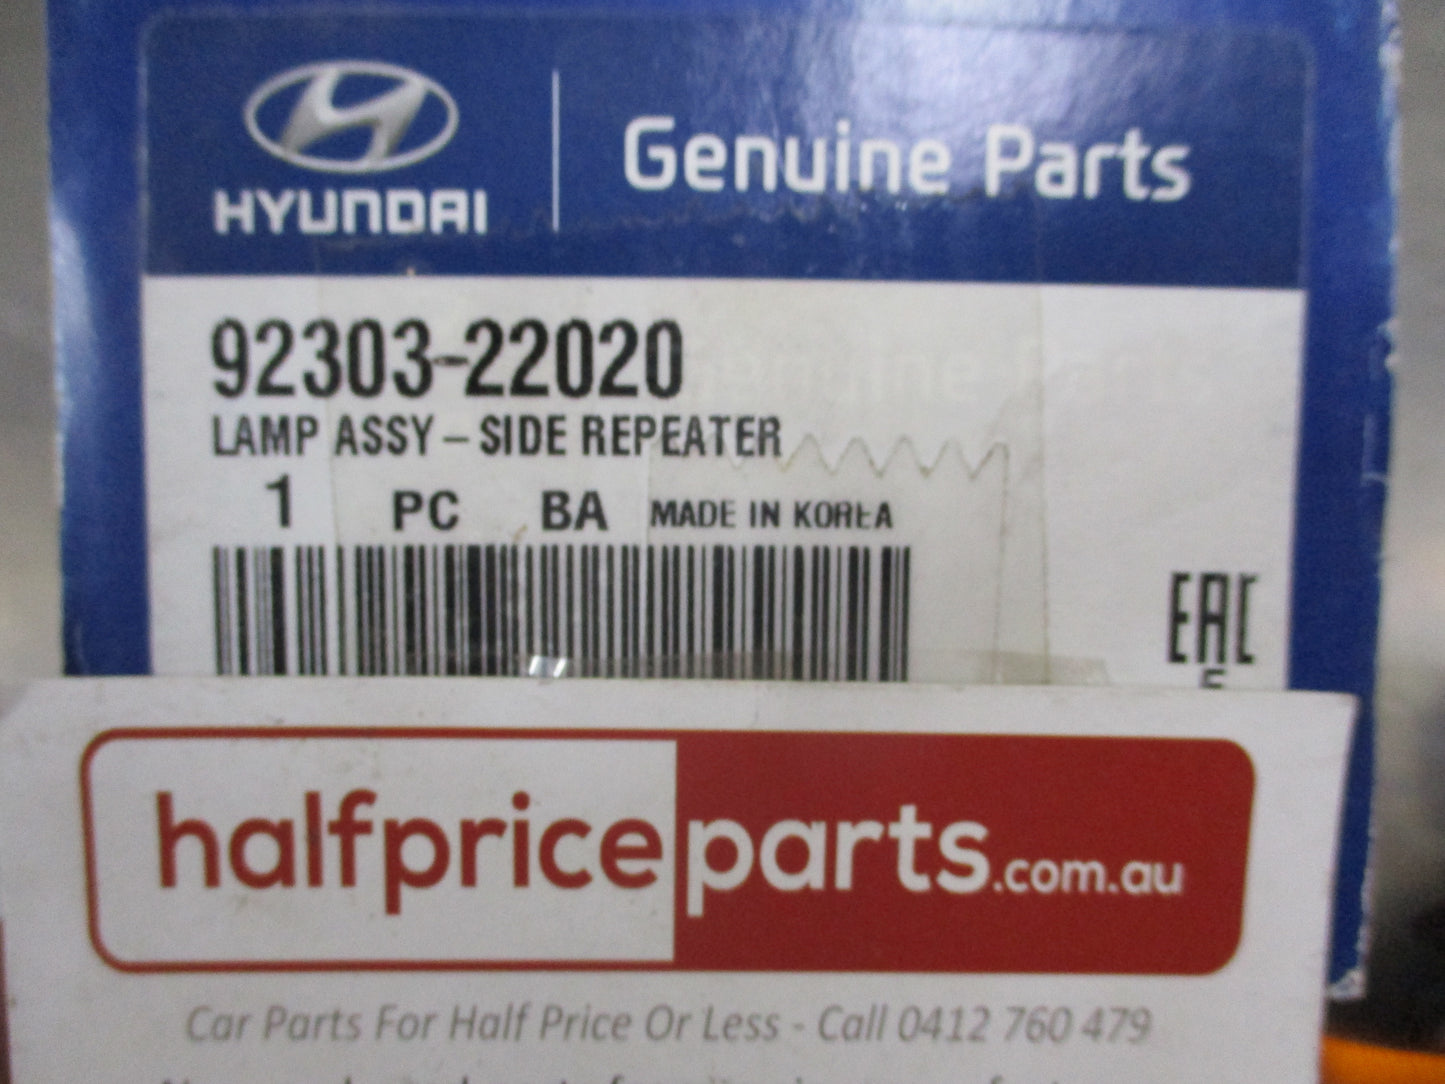 HYUNDAI
Genuine Parts
92303-22020
LAMP ASSY - SIDE REPEATER
1 PC BA MADE IN KOREA
EAC
halfpriceparts.com.au
Car Parts For Half Price Or Less - Call 0412 760 479